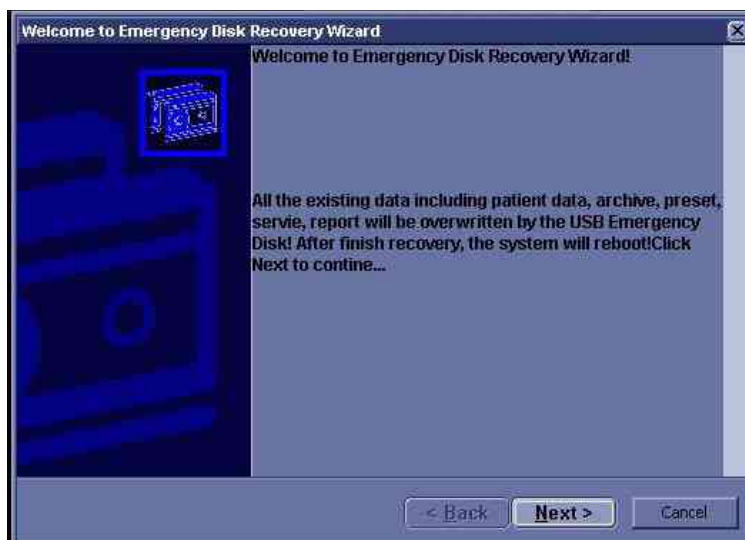 Welcome to Emergency Disk Recovery Wizard
Welcome to Emergency Disk Recovery Wizard!
All the existing data including patient data, archive, preset,
servie, report will be overwritten by the USB Emergency
Disk! After finish recovery, the system will reboot!Click
Next to contine...
< Back
Next >
Cancel